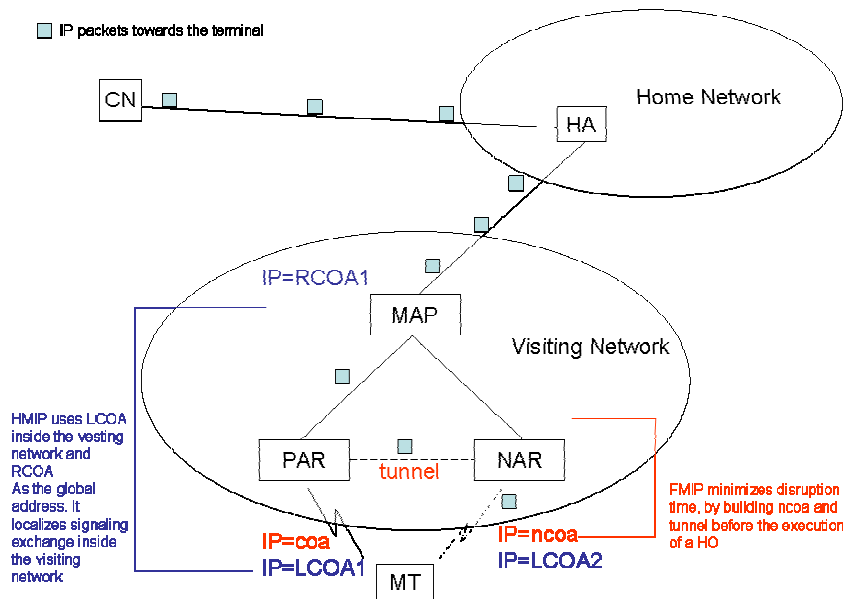 IP packets towards the terminal
CN
Home Network
HA
IP=RCOA1
MAP
Visiting Network
HMIP uses LCOA
inside the vesting
network and
RCOA
As the global
address. It
localizes signaling
exchange inside
the visiting
network
PAR
NAR
tunnel
FMIP minimizes disruption
time, by building ncoa and
tunnel before the execution
of a HO
IP=coa
IP=LCOA1
IP=ncoa
IP=LCOA2
MT